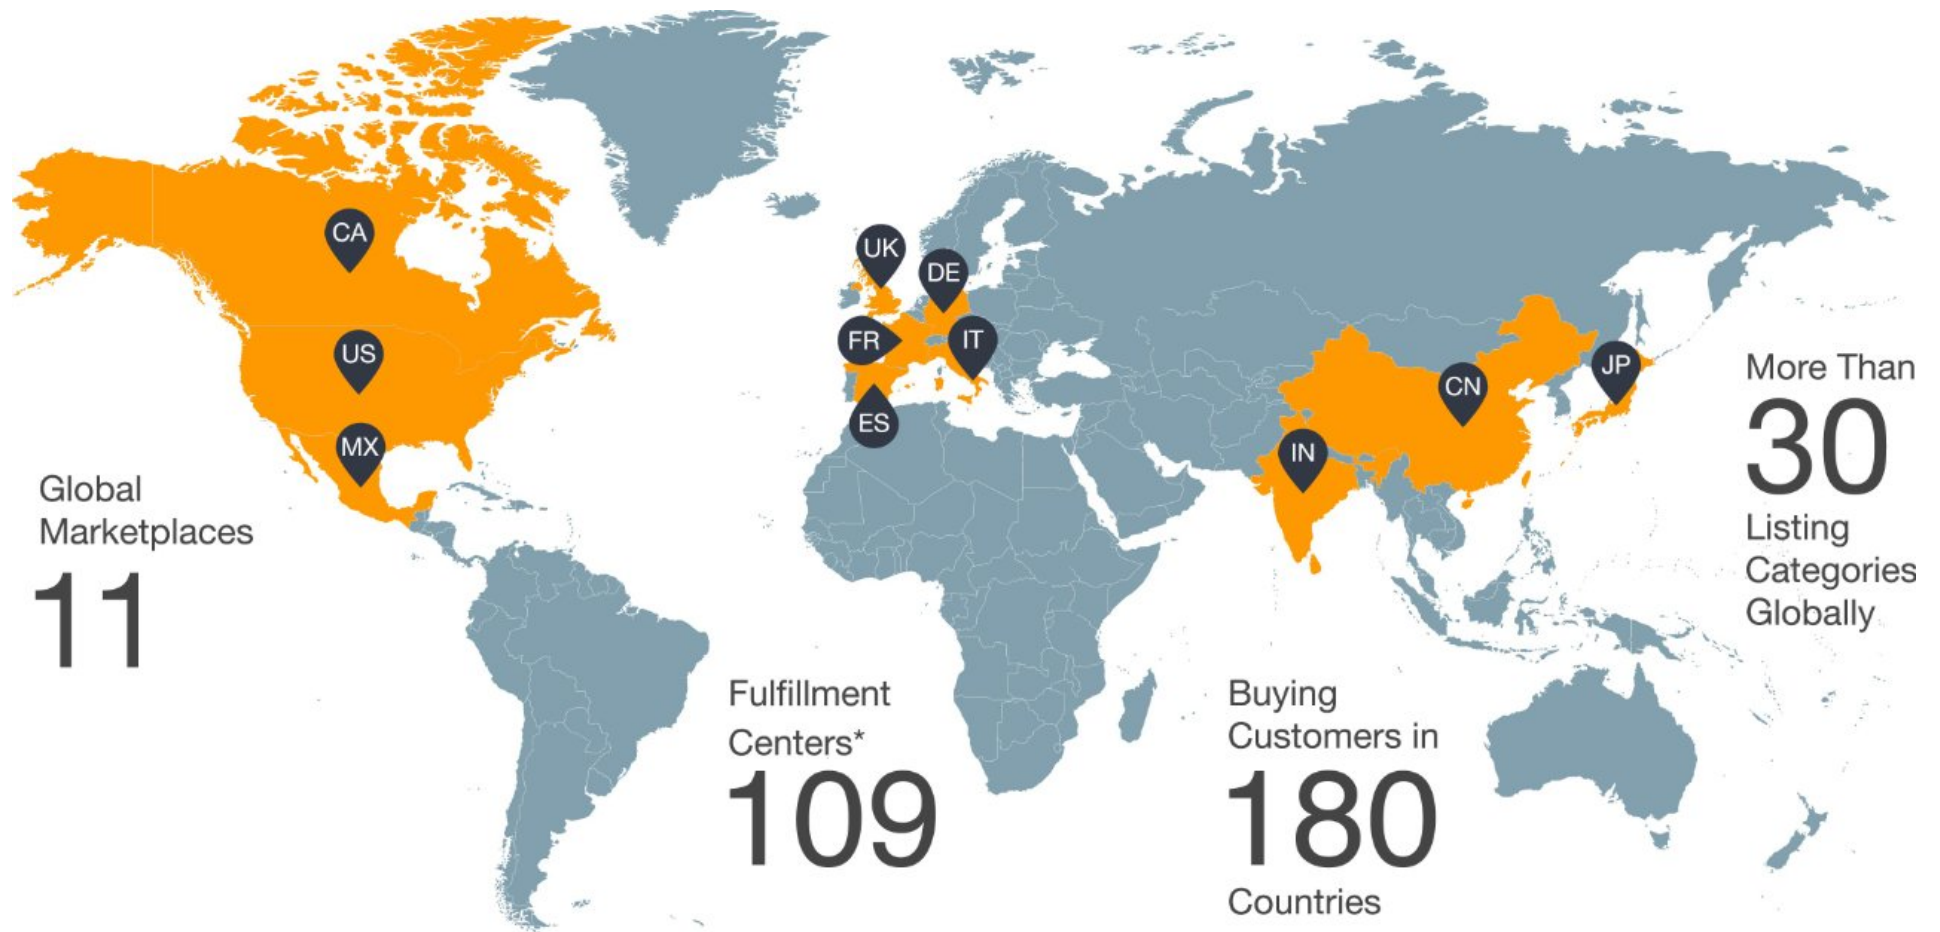 CA
US
MX
UK
DE
FR
IT
ES
CN
JP
IN
Global
Marketplaces
11
Fulfillment
Centers*
109
Buying
Customers in
180
Countries
More Than
30
Listing
Categories
Globally